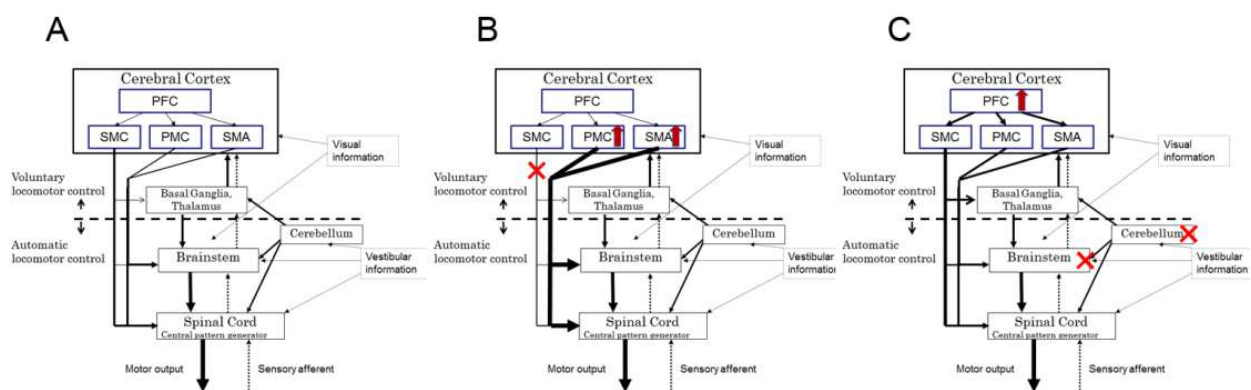 A
Cerebral Cortex
PFC
SMC PMC SMA
Visual
information
Voluntary
locomotor control
Basal Ganglia,
Thalamus
Automatic
locomotor control
Cerebellum
Brainstem
Vestibular
information
Spinal Cord
Central pattern generator
Motor output
Sensory afferent
B
Cerebral Cortex
PFC
SMC PMC SMA
Visual
information
Voluntary
locomotor control
Basal Ganglia,
Thalamus
Automatic
locomotor control
Cerebellum
Brainstem
Vestibular
information
Spinal Cord
Central pattern generator
Motor output
Sensory afferent
C
Cerebral Cortex
PFC
SMC PMC SMA
Visual
information
Voluntary
locomotor control
Basal Ganglia,
Thalamus
Automatic
locomotor control
Cerebellum
Brainstem
Vestibular
information
Spinal Cord
Central pattern generator
Motor output
Sensory afferent